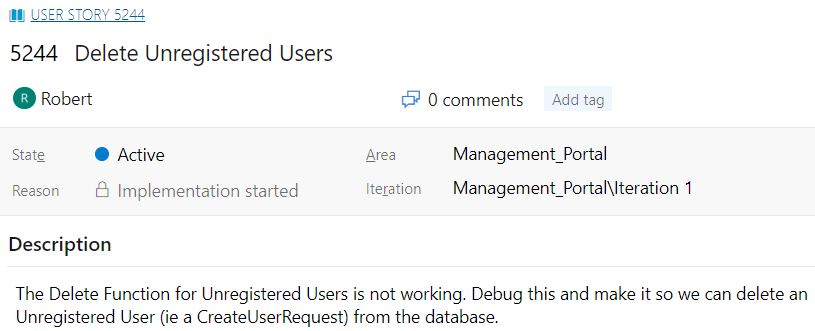 USER STORY 5244
5244 Delete Unregistered Users
R Robert 0 comments Add tag
State Active Area Management_Portal
Reason Implementation started Iteration Management_Portal\Iteration 1
Description
The Delete Function for Unregistered Users is not working. Debug this and make it so we can delete an
Unregistered User (ie a CreateUserRequest) from the database.